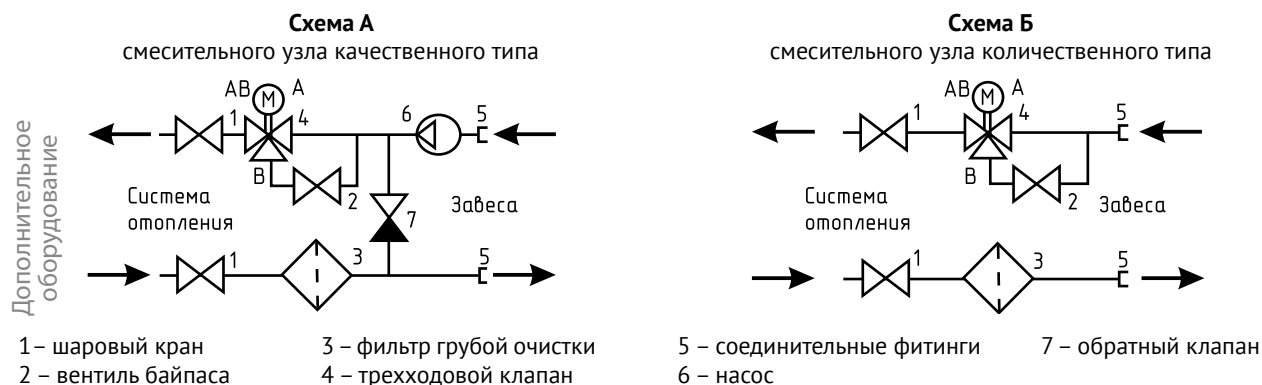 Схема А
смесительного узла качественного типа
AB
M
A
1
4
6
5
B
2
Система
отопления
7
Завеса
1
3
5
Схема Б
смесительного узла количественного типа
AB
M
A
1
4
5
B
2
Система
отопления
Завеса
1
3
5
Дополнительное
оборудование
1 – шаровый кран
2 – вентиль байпаса
3 – фильтр грубой очистки
4 – трехходовой клапан
5 – соединительные фитинги
6 – насос
7 – обратный клапан